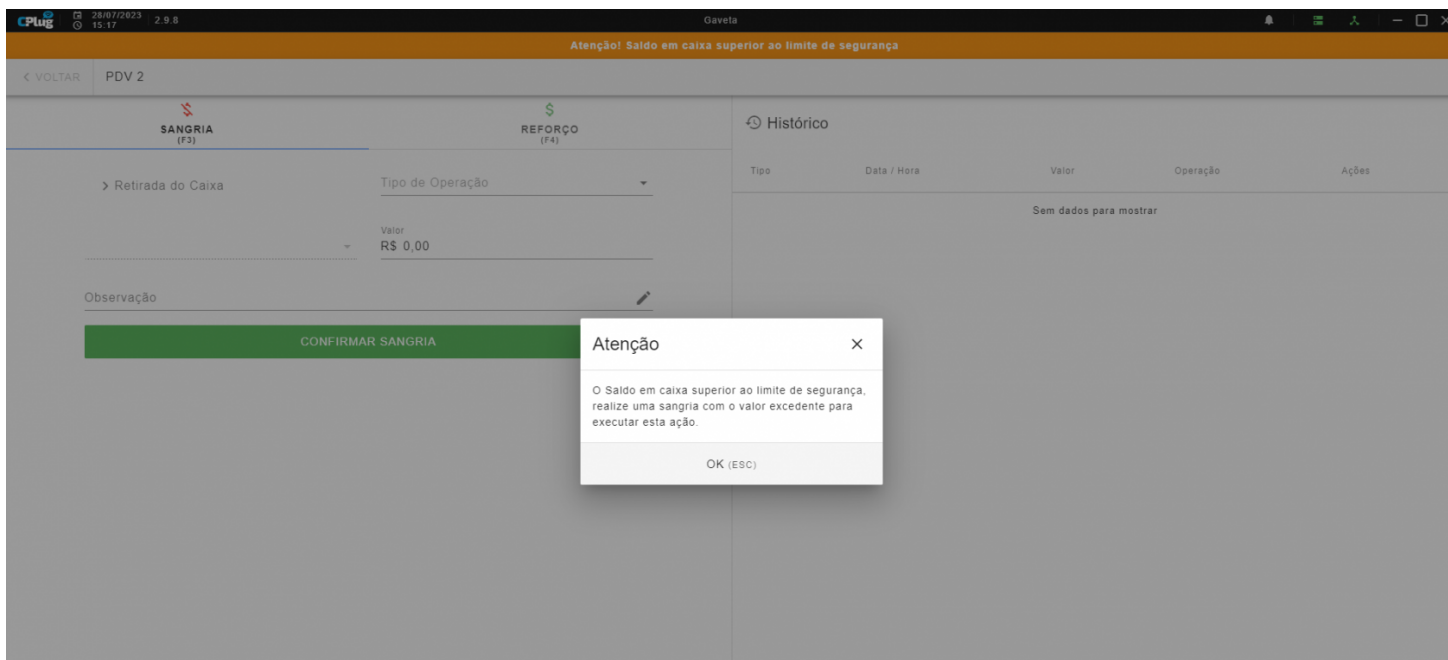 CPlug 28/07/2023 15:17 2.9.8 Gaveta
Atenção! Saldo em caixa superior ao limite de segurança
< VOLTAR PDV 2
SANGRIA
(F3)
REFORÇO
(F4)
Histórico
Tipo Data / Hora Valor Operação Ações
Sem dados para mostrar
> Retirada do Caixa
Tipo de Operação
Valor
R$ 0,00
Observação
CONFIRMAR SANGRIA
Atenção
O Saldo em caixa superior ao limite de segurança,
realize uma sangria com o valor excedente para
executar esta ação.
OK (ESC)